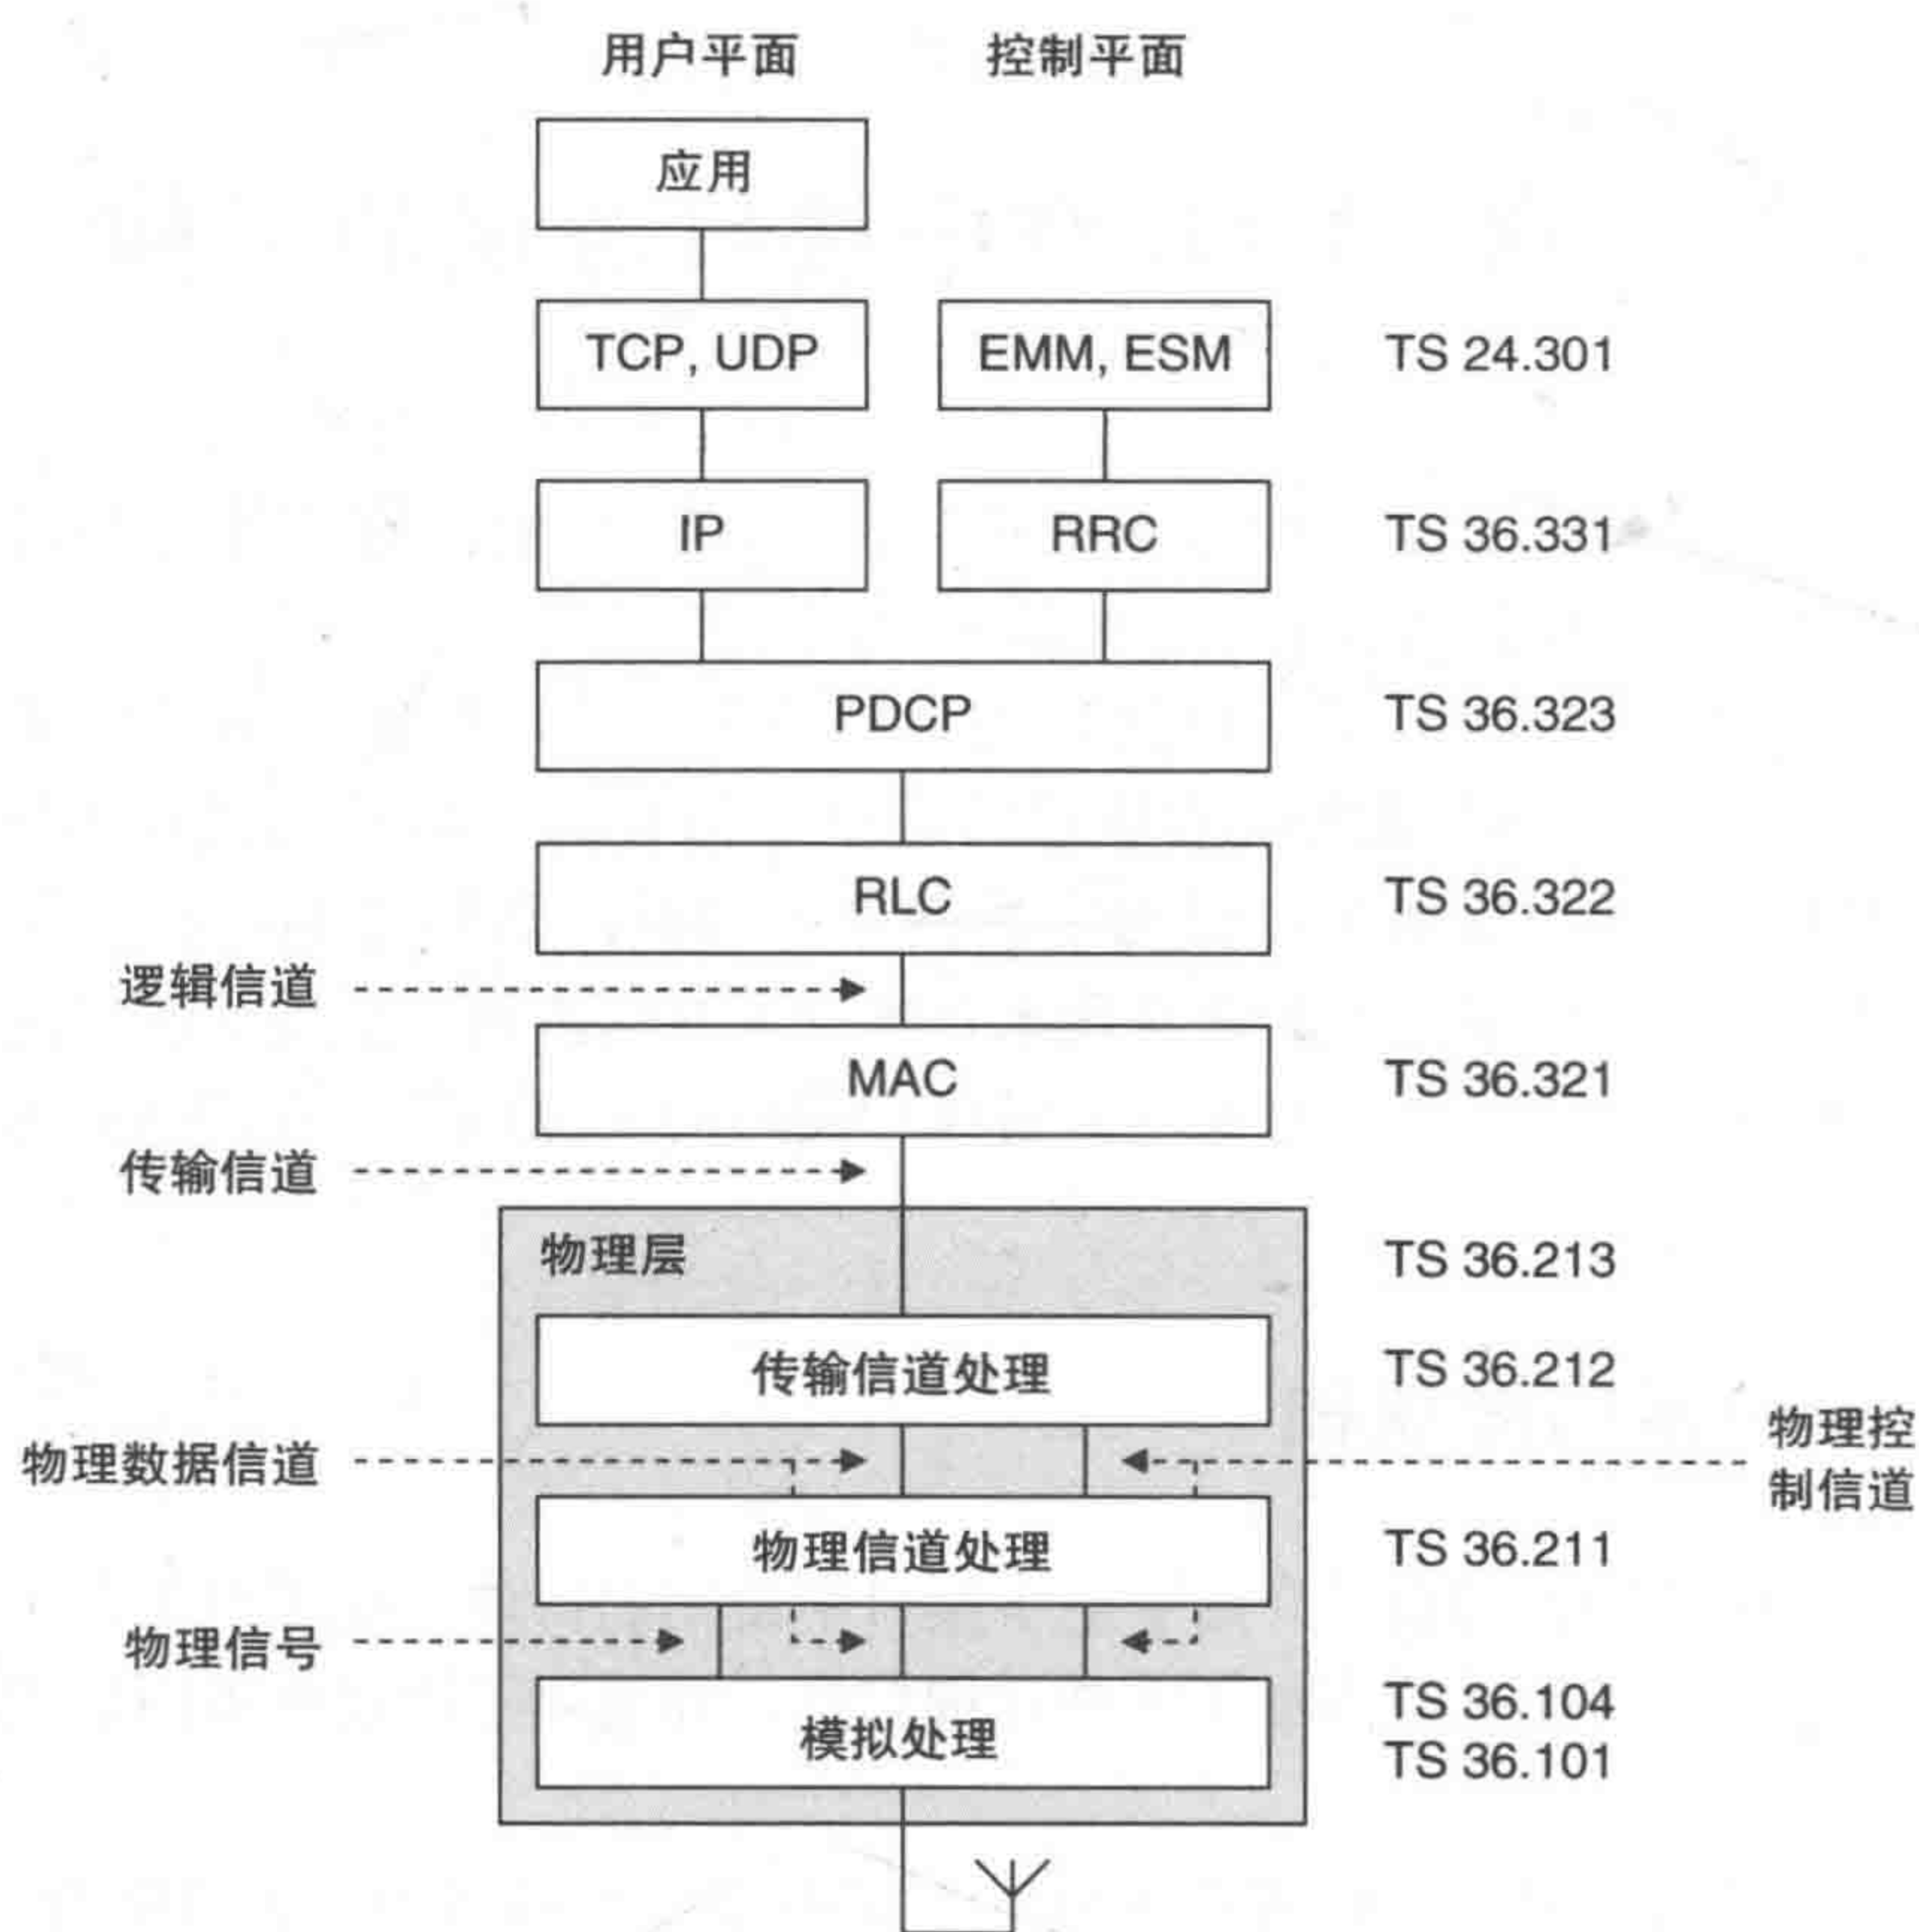 用户平面 控制平面
应用
TCP, UDP EMM, ESM TS 24.301
IP RRC TS 36.331
PDCP TS 36.323
RLC TS 36.322
逻辑信道
MAC TS 36.321
传输信道
物理层 TS 36.213
传输信道处理 TS 36.212
物理数据信道
物理控
制信道
物理信道处理 TS 36.211
物理信号
模拟处理
TS 36.104
TS 36.101